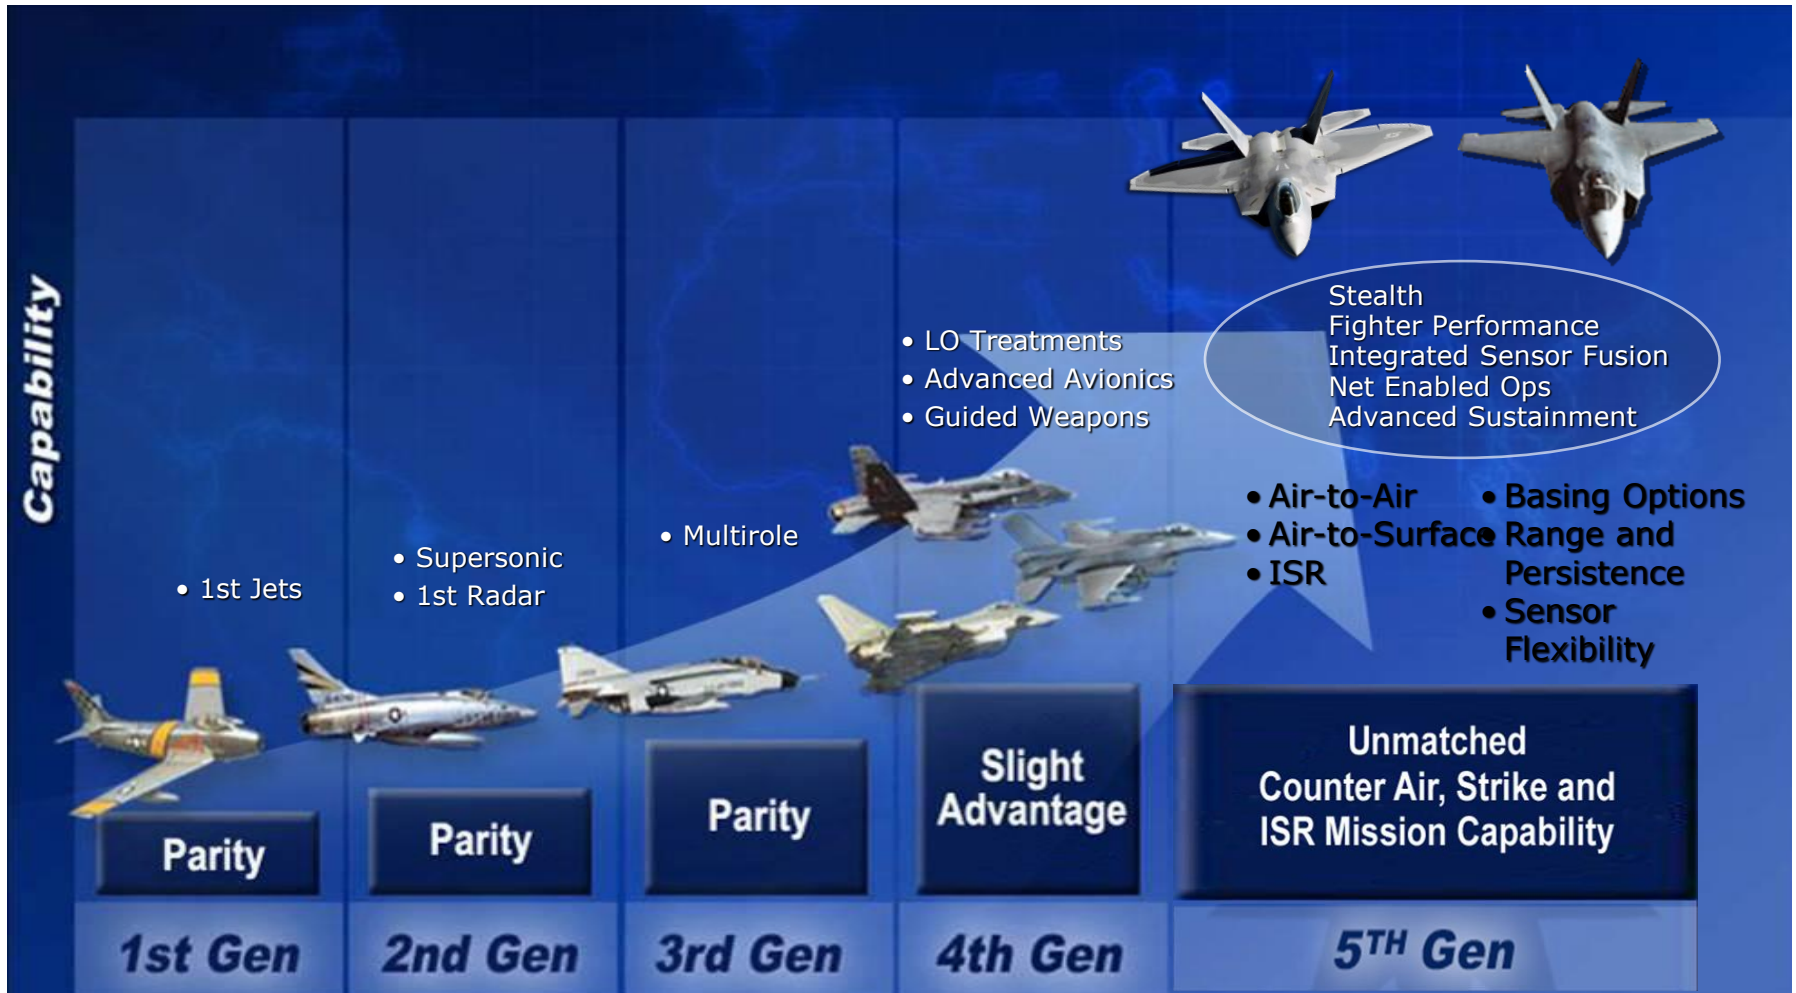 Capability
• 1st Jets
• Supersonic
• 1st Radar
• Multirole
• LO Treatments
• Advanced Avionics
• Guided Weapons
Stealth
Fighter Performance
Integrated Sensor Fusion
Net Enabled Ops
Advanced Sustainment
• Air-to-Air
• Air-to-Surface
• ISR
• Basing Options
• Range and
Persistence
• Sensor
Flexibility
Parity
Parity
Parity
Slight
Advantage
Unmatched
Counter Air, Strike and
ISR Mission Capability
1st Gen
2nd Gen
3rd Gen
4th Gen
5TH Gen